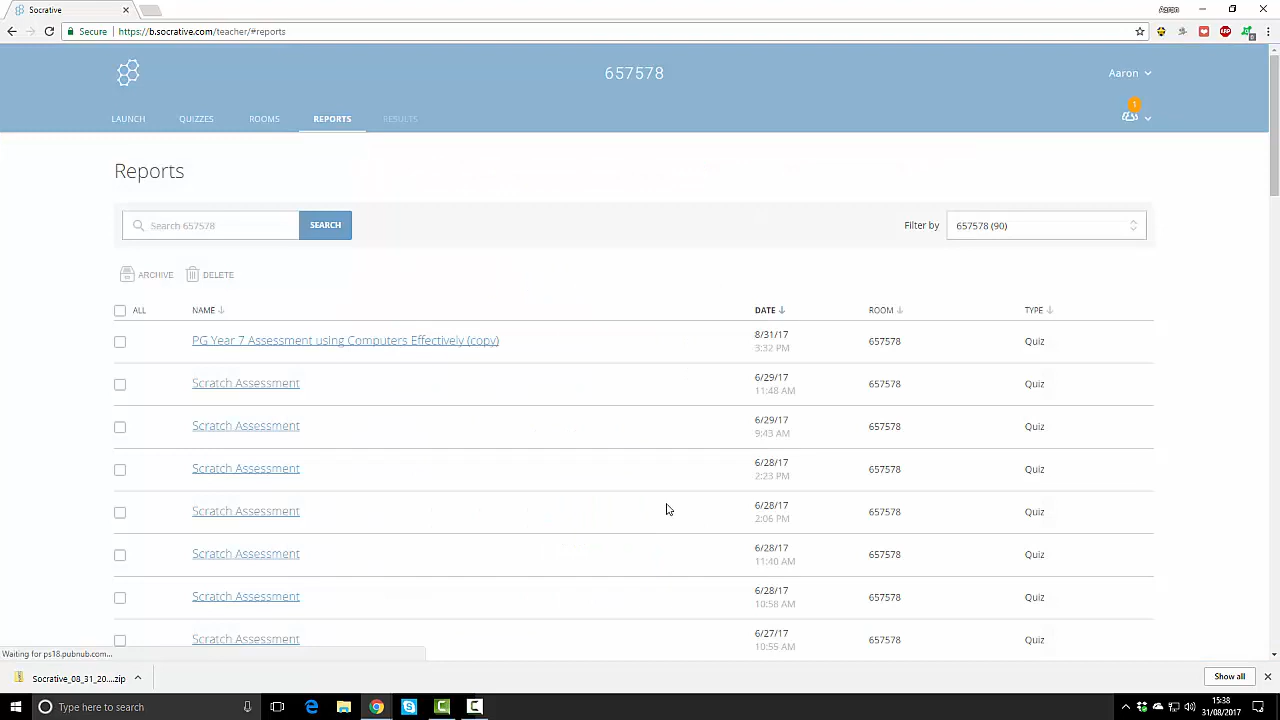 Socrative
Aaron
Secure
https://b.socrative.com/teacher/#reports
657578
Aaron
LAUNCH QUIZZES ROOMS REPORTS RESULTS
1
Reports
Search 657578
SEARCH
Filter by
657578 (90)
ARCHIVE DELETE
ALL NAME DATE ROOM TYPE
PG Year 7 Assessment using Computers Effectively (copy) 8/31/17 657578 Quiz
3:32 PM
Scratch Assessment 6/29/17 657578 Quiz
11:48 AM
Scratch Assessment 6/29/17 657578 Quiz
9:43 AM
Scratch Assessment 6/28/17 657578 Quiz
2:23 PM
Scratch Assessment 6/28/17 657578 Quiz
2:06 PM
Scratch Assessment 6/28/17 657578 Quiz
11:40 AM
Scratch Assessment 6/28/17 657578 Quiz
10:58 AM
Scratch Assessment 6/27/17 657578 Quiz
10:55 AM
Waiting for ps18.pubnub.com...
Socrative_08_31_20....zip
Show all
Type here to search
15:38
31/08/2017